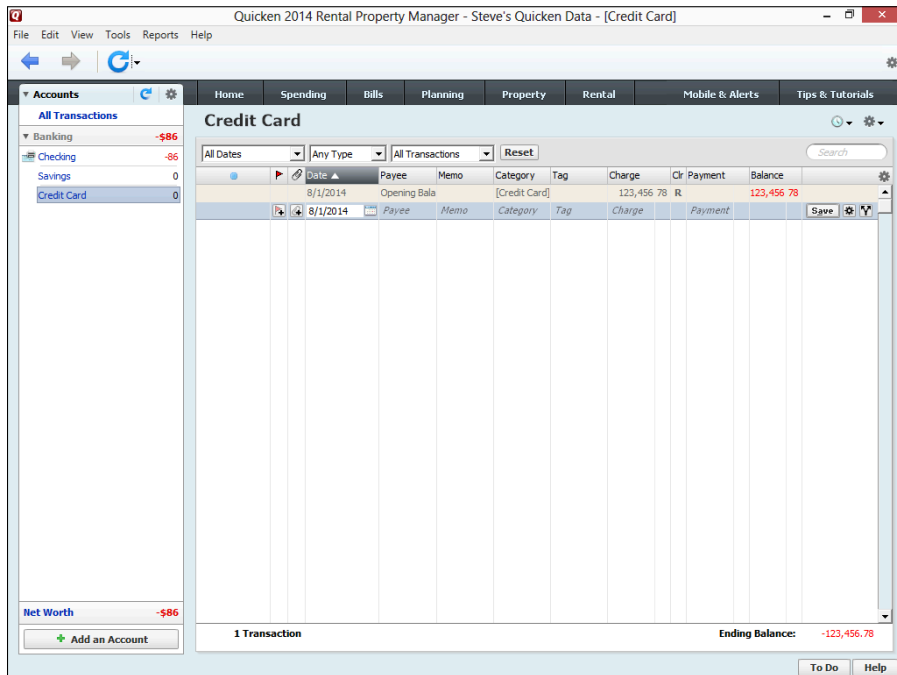 Quicken 2014 Rental Property Manager - Steve's Quicken Data - [Credit Card]
File Edit View Tools Reports Help
Accounts
Home Spending Bills Planning Property Rental Mobile & Alerts Tips & Tutorials
All Transactions
Credit Card
Banking -$86
Checking -86
All Dates Any Type All Transactions Reset Search
Savings 0
Date Payee Memo Category Tag Charge Clr Payment Balance
Credit Card 0
8/1/2014 Opening Bala [Credit Card] 123,456 78 R 123,456 78
8/1/2014 Payee Memo Category Tag Charge Payment Save
Net Worth -$86
Add an Account
1 Transaction Ending Balance: -123,456.78
To Do Help